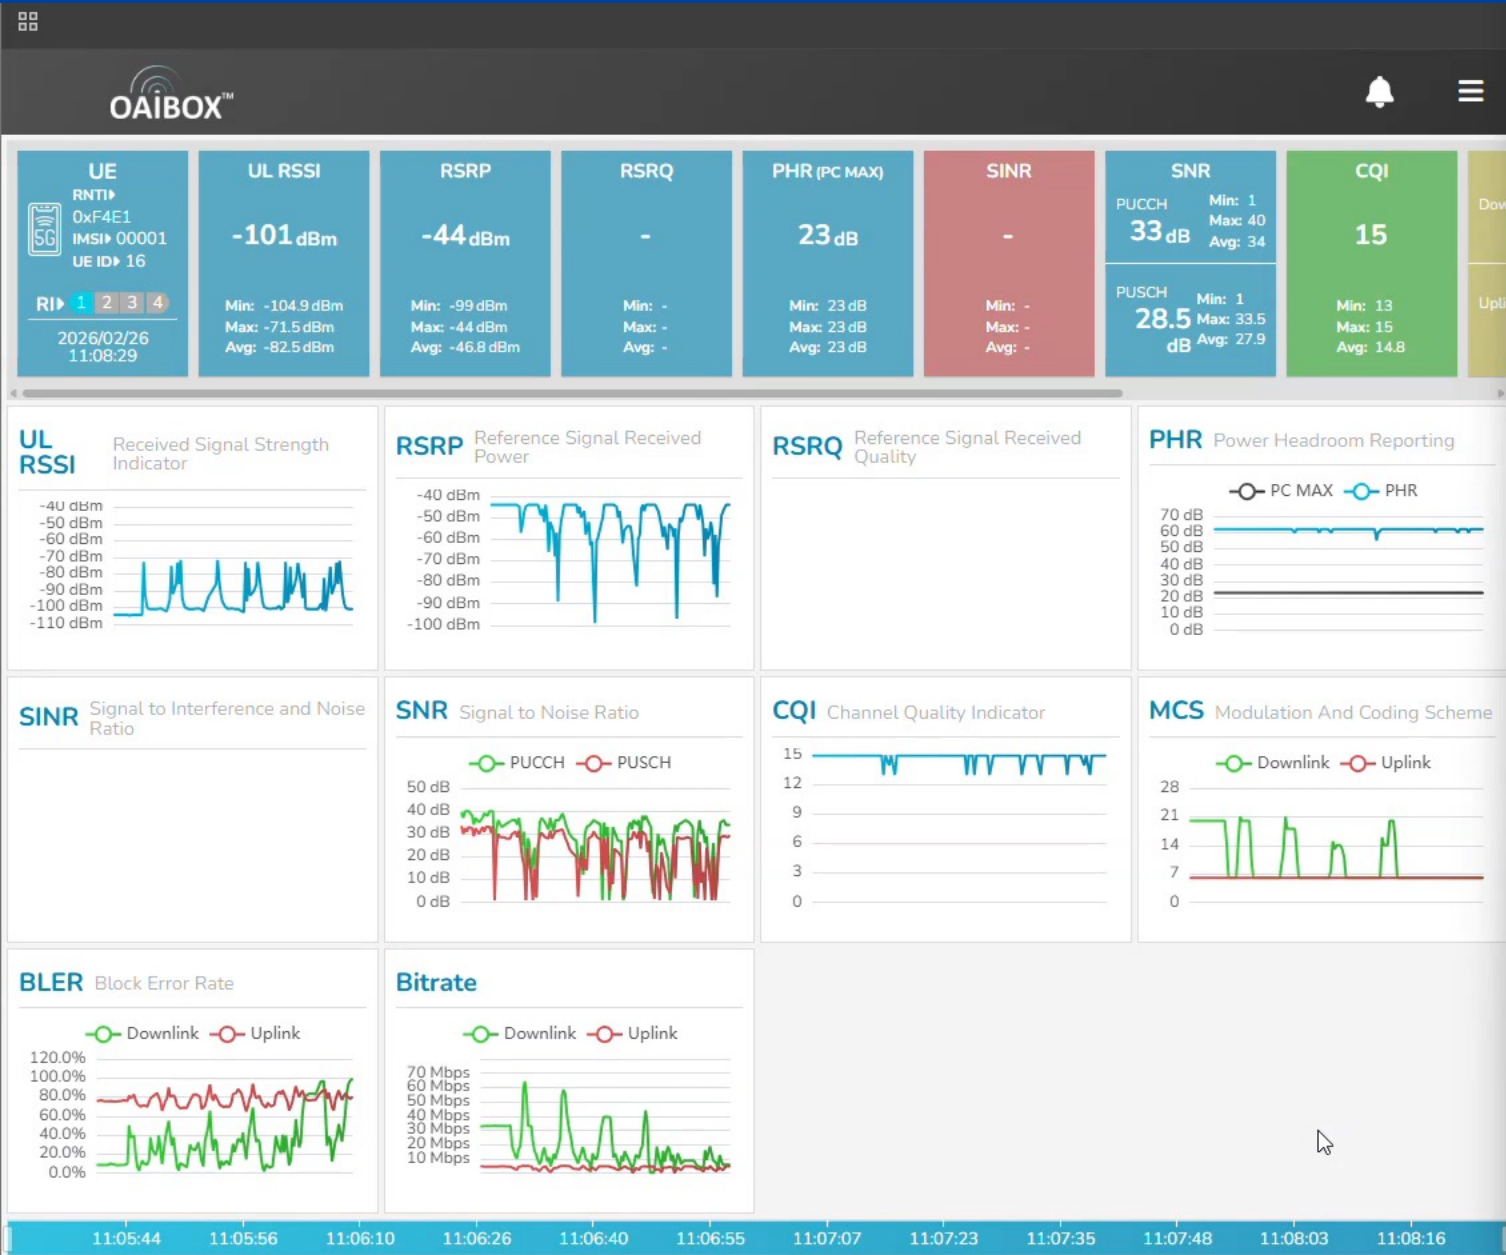 OAIBOX™
UE
RNTI
0xF4E1
IMSI 00001
UE ID 16
5G
RI 1 2 3 4
2026/02/26
11:08:29
UL RSSI
-101 dBm
Min: -104.9 dBm
Max: -71.5 dBm
Avg: -82.5 dBm
RSRP
-44 dBm
Min: -99 dBm
Max: -44 dBm
Avg: -46.8 dBm
RSRQ
-
Min: -
Max: -
Avg: -
PHR (PC MAX)
23 dB
Min: 23 dB
Max: 23 dB
Avg: 23 dB
SINR
-
Min: -
Max: -
Avg: -
SNR
PUCCH
33 dB
Min: 1
Max: 40
Avg: 34
PUSCH
28.5 dB
Min: 1
Max: 33.5
Avg: 27.9
CQI
15
Min: 13
Max: 15
Avg: 14.8
Dow
Upli
UL RSSI
Received Signal Strength
Indicator
-40 dBm
-50 dBm
-60 dBm
-70 dBm
-80 dBm
-90 dBm
-100 dBm
-110 dBm
RSRP
Reference Signal Received
Power
-40 dBm
-50 dBm
-60 dBm
-70 dBm
-80 dBm
-90 dBm
-100 dBm
RSRQ
Reference Signal Received
Quality
PHR Power Headroom Reporting
PC MAX PHR
70 dB
60 dB
50 dB
40 dB
30 dB
20 dB
10 dB
0 dB
SINR
Signal to Interference and Noise
Ratio
SNR Signal to Noise Ratio
PUCCH PUSCH
50 dB
40 dB
30 dB
20 dB
10 dB
0 dB
CQI Channel Quality Indicator
15
12
9
6
3
0
MCS Modulation And Coding Scheme
Downlink Uplink
28
21
14
7
0
BLER Block Error Rate
Downlink Uplink
120.0%
100.0%
80.0%
60.0%
40.0%
20.0%
0.0%
Bitrate
Downlink Uplink
70 Mbps
60 Mbps
50 Mbps
40 Mbps
30 Mbps
20 Mbps
10 Mbps
11:05:44 11:05:56 11:06:10 11:06:26 11:06:40 11:06:55 11:07:07 11:07:23 11:07:35 11:07:48 11:08:03 11:08:16